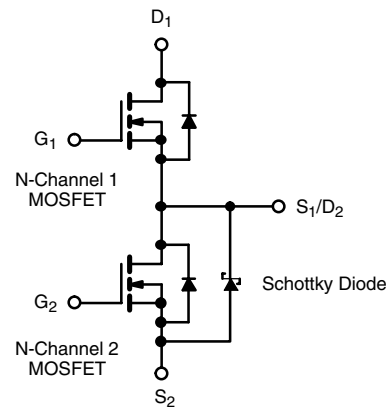 D1
G1
N-Channel 1
MOSFET
S1/D2
Schottky Diode
G2
N-Channel 2
MOSFET
S2